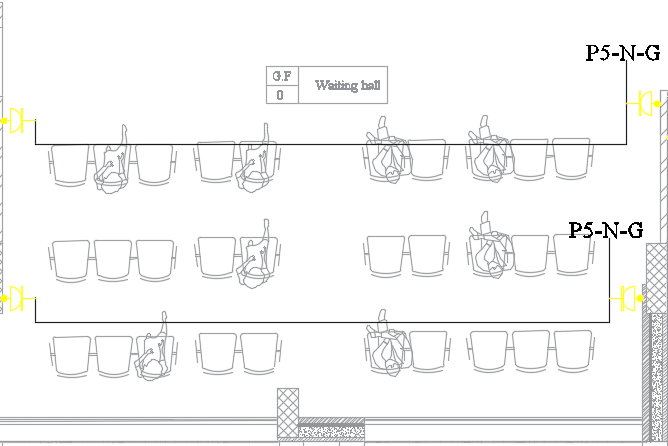 P5-N-G
G.F
Waiting hall
0
P5-N-G